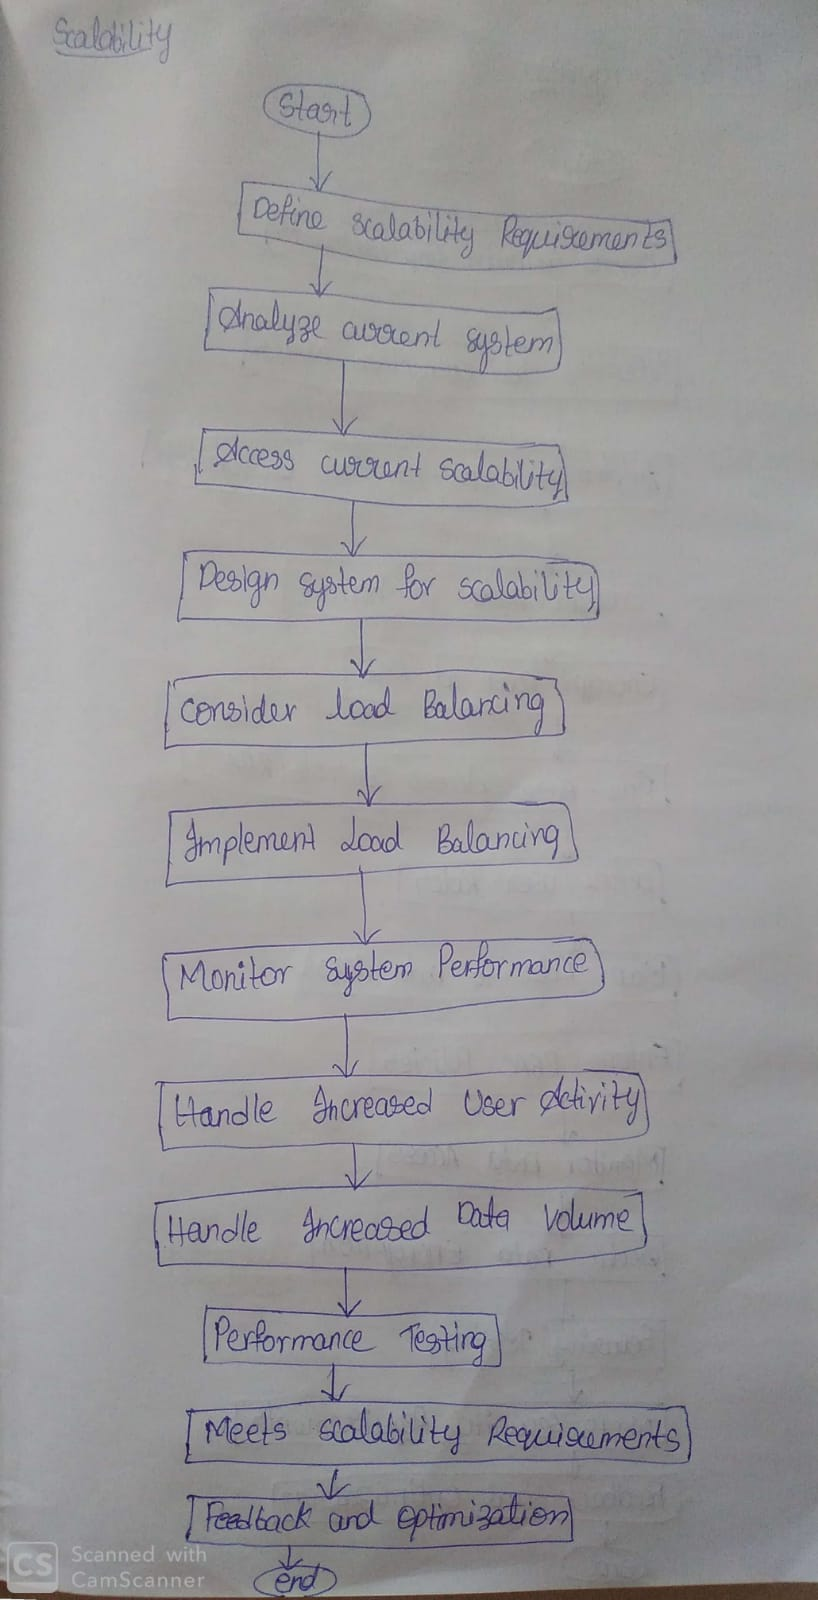 Scalability
Start
Define Scalability Requirements
Analyze current system
Access current Scalability
Design system for scalability
Consider load Balancing
Implement Load Balancing
Monitor System Performance
Handle Increased User Activity
Handle Increased Data Volume
Performance Testing
Meets scalability Requirements
Feedback and optimization
end
CS
Scanned with
CamScanner